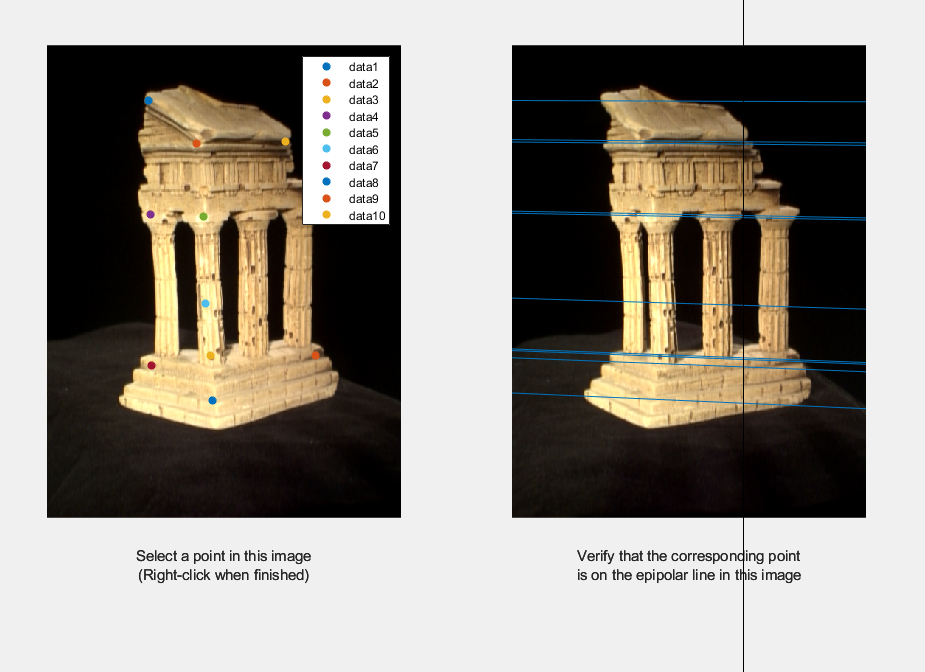 data1
data2
data3
data4
data5
data6
data7
data8
data9
data10
Select a point in this image
(Right-click when finished)
Verify that the corresponding point
is on the epipolar line in this image